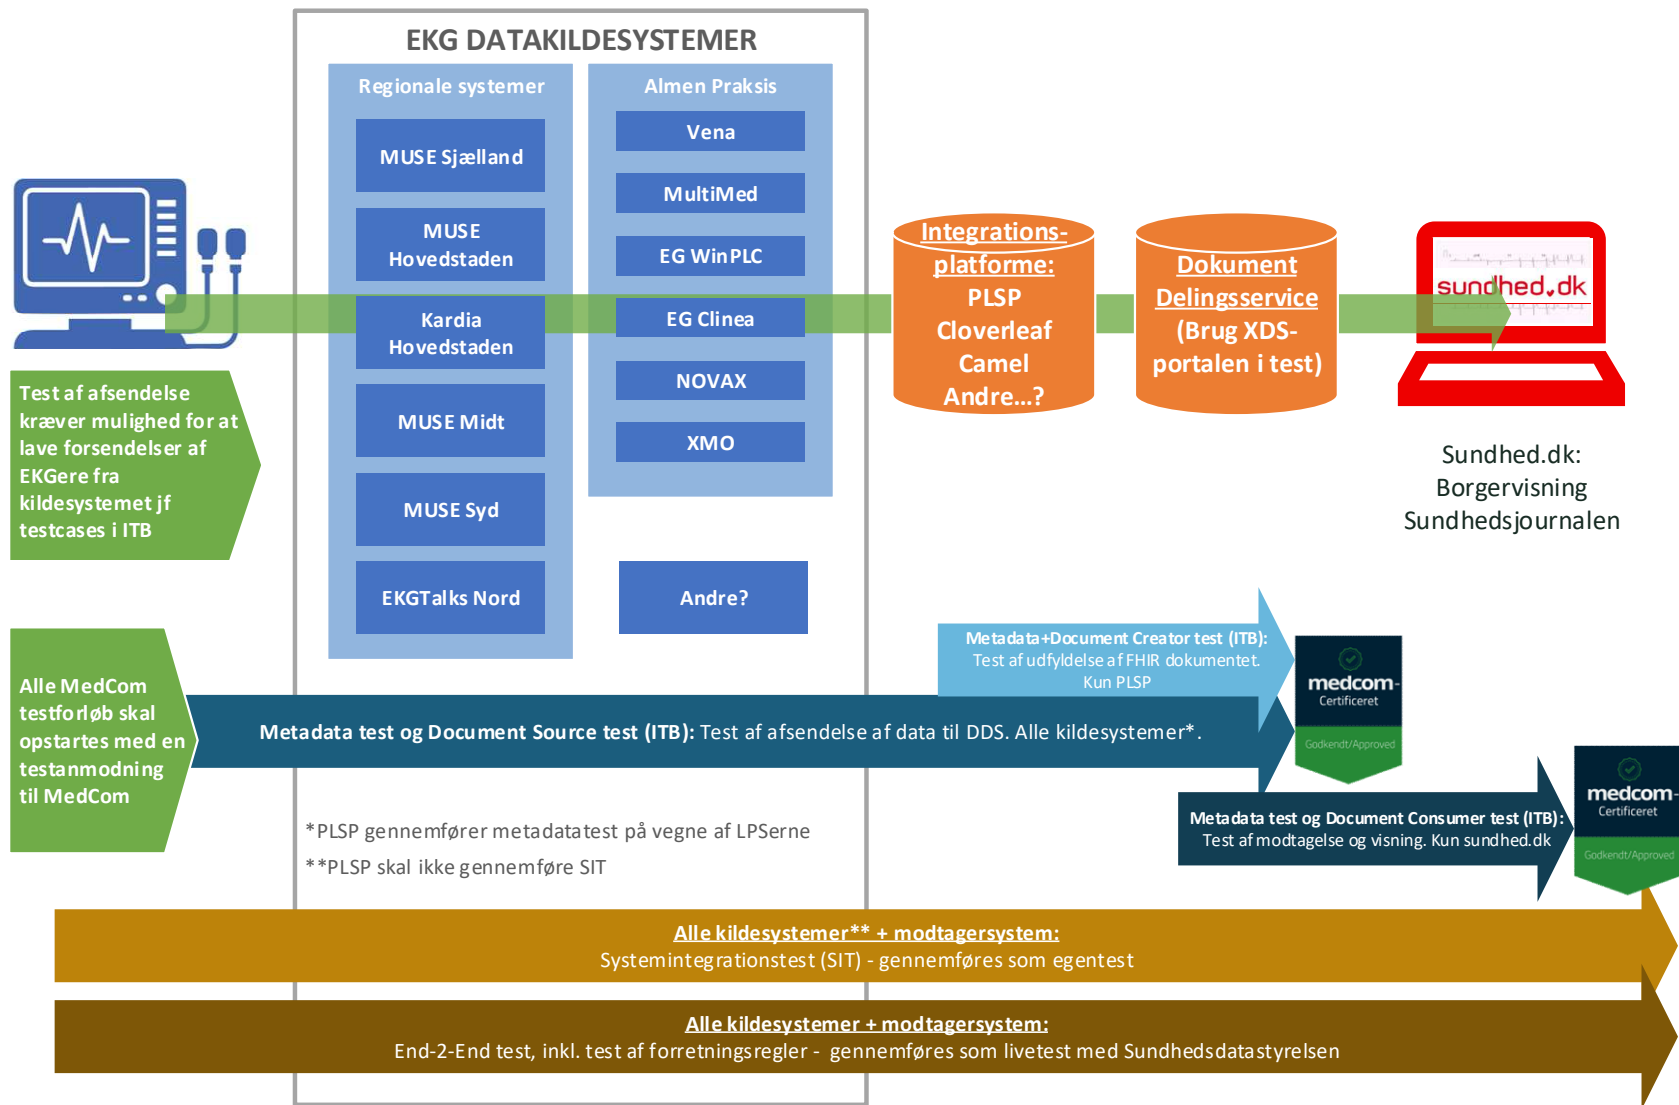 EKG DATAKILDESYSTEMER
Regionale systemer
MUSE Sjælland
MUSE
Hovedstaden
Kardia
Hovedstaden
MUSE Midt
MUSE Syd
EKGTalks Nord
Almen Praksis
Vena
MultiMed
EG WinPLC
EG Clinea
NOVAX
XMO
Andre?
Integrations-
platforme:
PLSP
Cloverleaf
Camel
Andre...?
Dokument
Delingsservice
(Brug XDS-
portalen i test)
sundhed.dk
Sundhed.dk:
Borgervisning
Sundhedsjournalen
Test af afsendelse
kræver mulighed for at
lave forsendelser af
EKGere fra
kildesystemet jf
testcases i ITB
Alle MedCom
testforløb skal
opstartes med en
testanmodning
til MedCom
Metadata+Document Creator test (ITB):
Test af udfyldelse af FHIR dokumentet.
Kun PLSP
medcom-
Certificeret
Godkendt/Approved
Metadata test og Document Source test (ITB): Test af afsendelse af data til DDS. Alle kildesystemer*.
Metadata test og Document Consumer test (ITB):
Test af modtagelse og visning. Kun sundhed.dk
medcom-
Certificeret
Godkendt/Approved
*PLSP gennemfører metadatatest på vegne af LPSerne
**PLSP skal ikke gennemføre SIT
Alle kildesystemer** + modtagersystem:
Systemintegrationstest (SIT) - gennemføres som egentest
Alle kildesystemer + modtagersystem:
End-2-End test, inkl. test af forretningsregler - gennemføres som livetest med Sundhedsdatastyrelsen